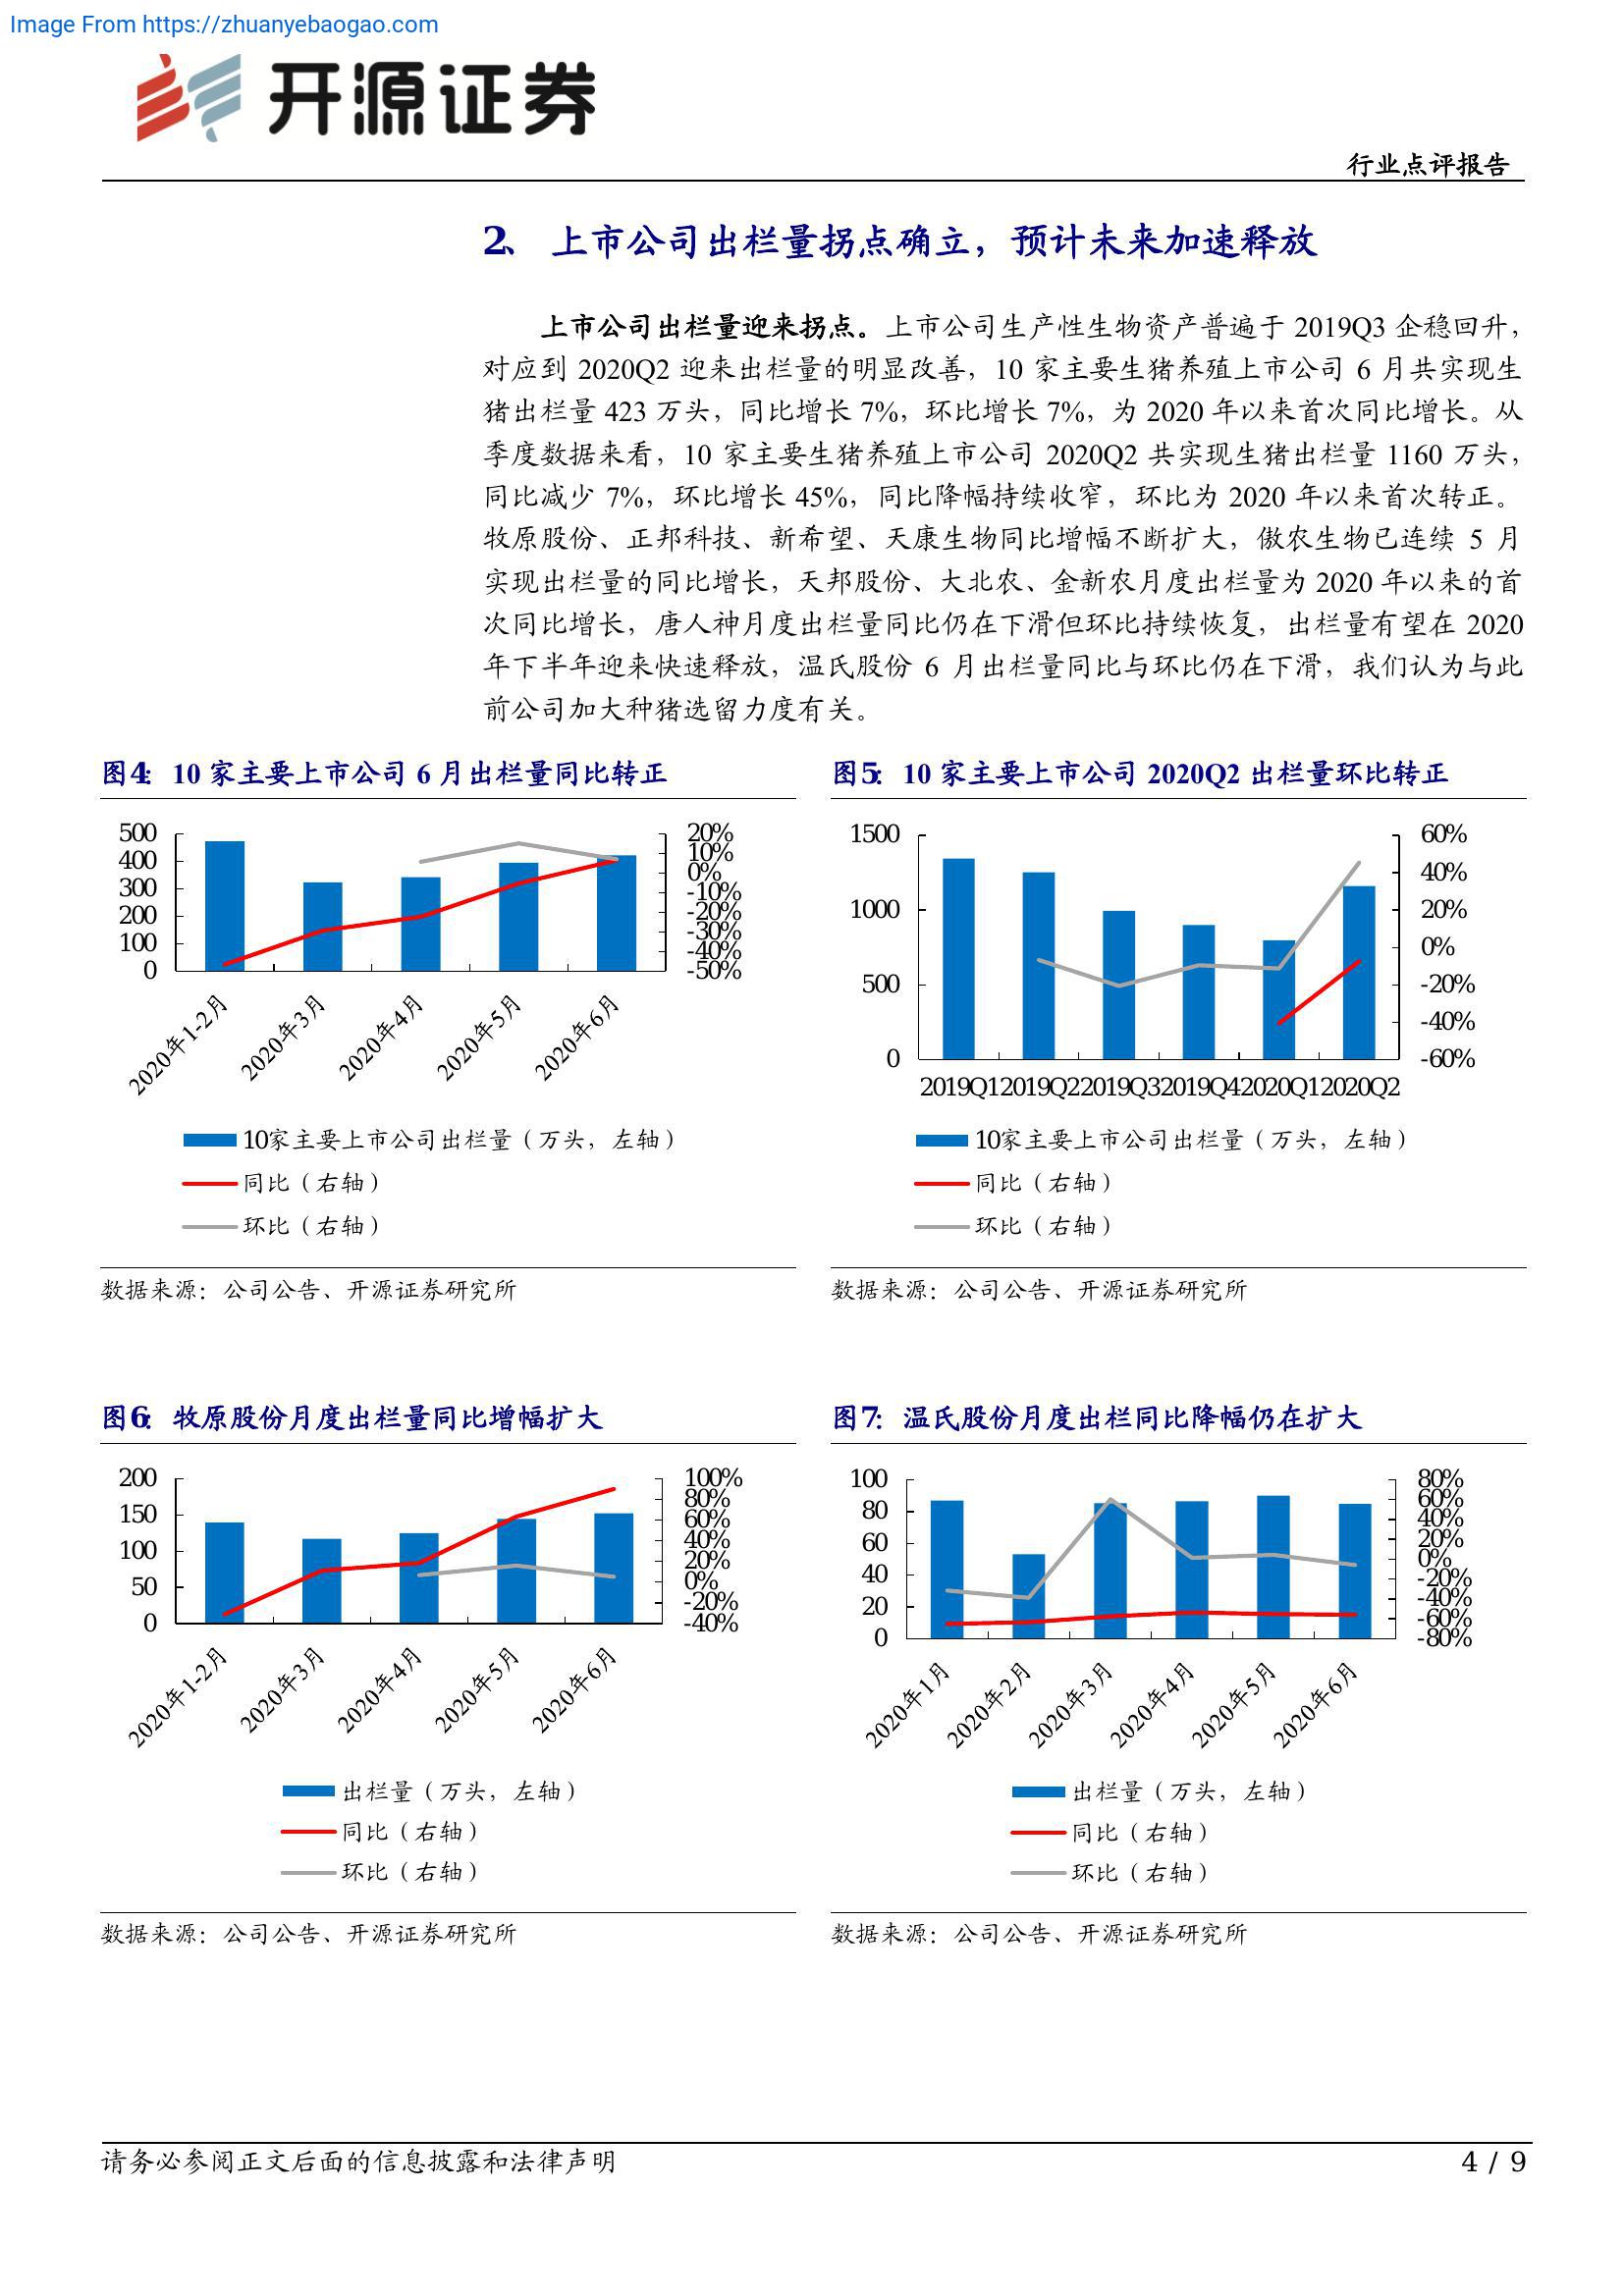 Image From https://zhuanyebaogao.com
开源证券
行业点评报告
2、 上市公司出栏量拐点确立，预计未来加速释放
上市公司出栏量迎来拐点。上市公司生产性生物资产普遍于 2019Q3 企稳回升，
对应到 2020Q2 迎来出栏量的明显改善，10 家主要生猪养殖上市公司 6 月共实现生
猪出栏量 423 万头，同比增长 7%，环比增长 7%，为 2020 年以来首次同比增长。从
季度数据来看，10 家主要生猪养殖上市公司 2020Q2 共实现生猪出栏量 1160 万头，
同比减少 7%，环比增长 45%，同比降幅持续收窄，环比为 2020 年以来首次转正。
牧原股份、正邦科技、新希望、天康生物同比增幅不断扩大，傲农生物已连续 5 月
实现出栏量的同比增长，天邦股份、大北农、金新农月度出栏量为 2020 年以来的首
次同比增长，唐人神月度出栏量同比仍在下滑但环比持续恢复，出栏量有望在 2020
年下半年迎来快速释放，温氏股份 6 月出栏量同比与环比仍在下滑，我们认为与此
前公司加大种猪选留力度有关。
图4： 10 家主要上市公司 6 月出栏量同比转正
500
400
300
200
100
0
20%
10%
0%
-10%
-20%
-30%
-40%
-50%
2020年1-2月
2020年3月
2020年4月
2020年5月
2020年6月
10家主要上市公司出栏量（万头，左轴）
同比（右轴）
环比（右轴）
数据来源：公司公告、开源证券研究所
图5： 10 家主要上市公司 2020Q2 出栏量环比转正
1500
1000
500
0
60%
40%
20%
0%
-20%
-40%
-60%
2019Q1 2019Q2 2019Q3 2019Q4 2020Q1 2020Q2
10家主要上市公司出栏量（万头，左轴）
同比（右轴）
环比（右轴）
数据来源：公司公告、开源证券研究所
图6： 牧原股份月度出栏量同比增幅扩大
200
150
100
50
0
100%
80%
60%
40%
20%
0%
-20%
-40%
2020年1-2月
2020年3月
2020年4月
2020年5月
2020年6月
出栏量（万头，左轴）
同比（右轴）
环比（右轴）
数据来源：公司公告、开源证券研究所
图7： 温氏股份月度出栏同比降幅仍在扩大
100
80
60
40
20
0
80%
60%
40%
20%
0%
-20%
-40%
-60%
-80%
2020年1月
2020年2月
2020年3月
2020年4月
2020年5月
2020年6月
出栏量（万头，左轴）
同比（右轴）
环比（右轴）
数据来源：公司公告、开源证券研究所
请务必参阅正文后面的信息披露和法律声明
4 / 9